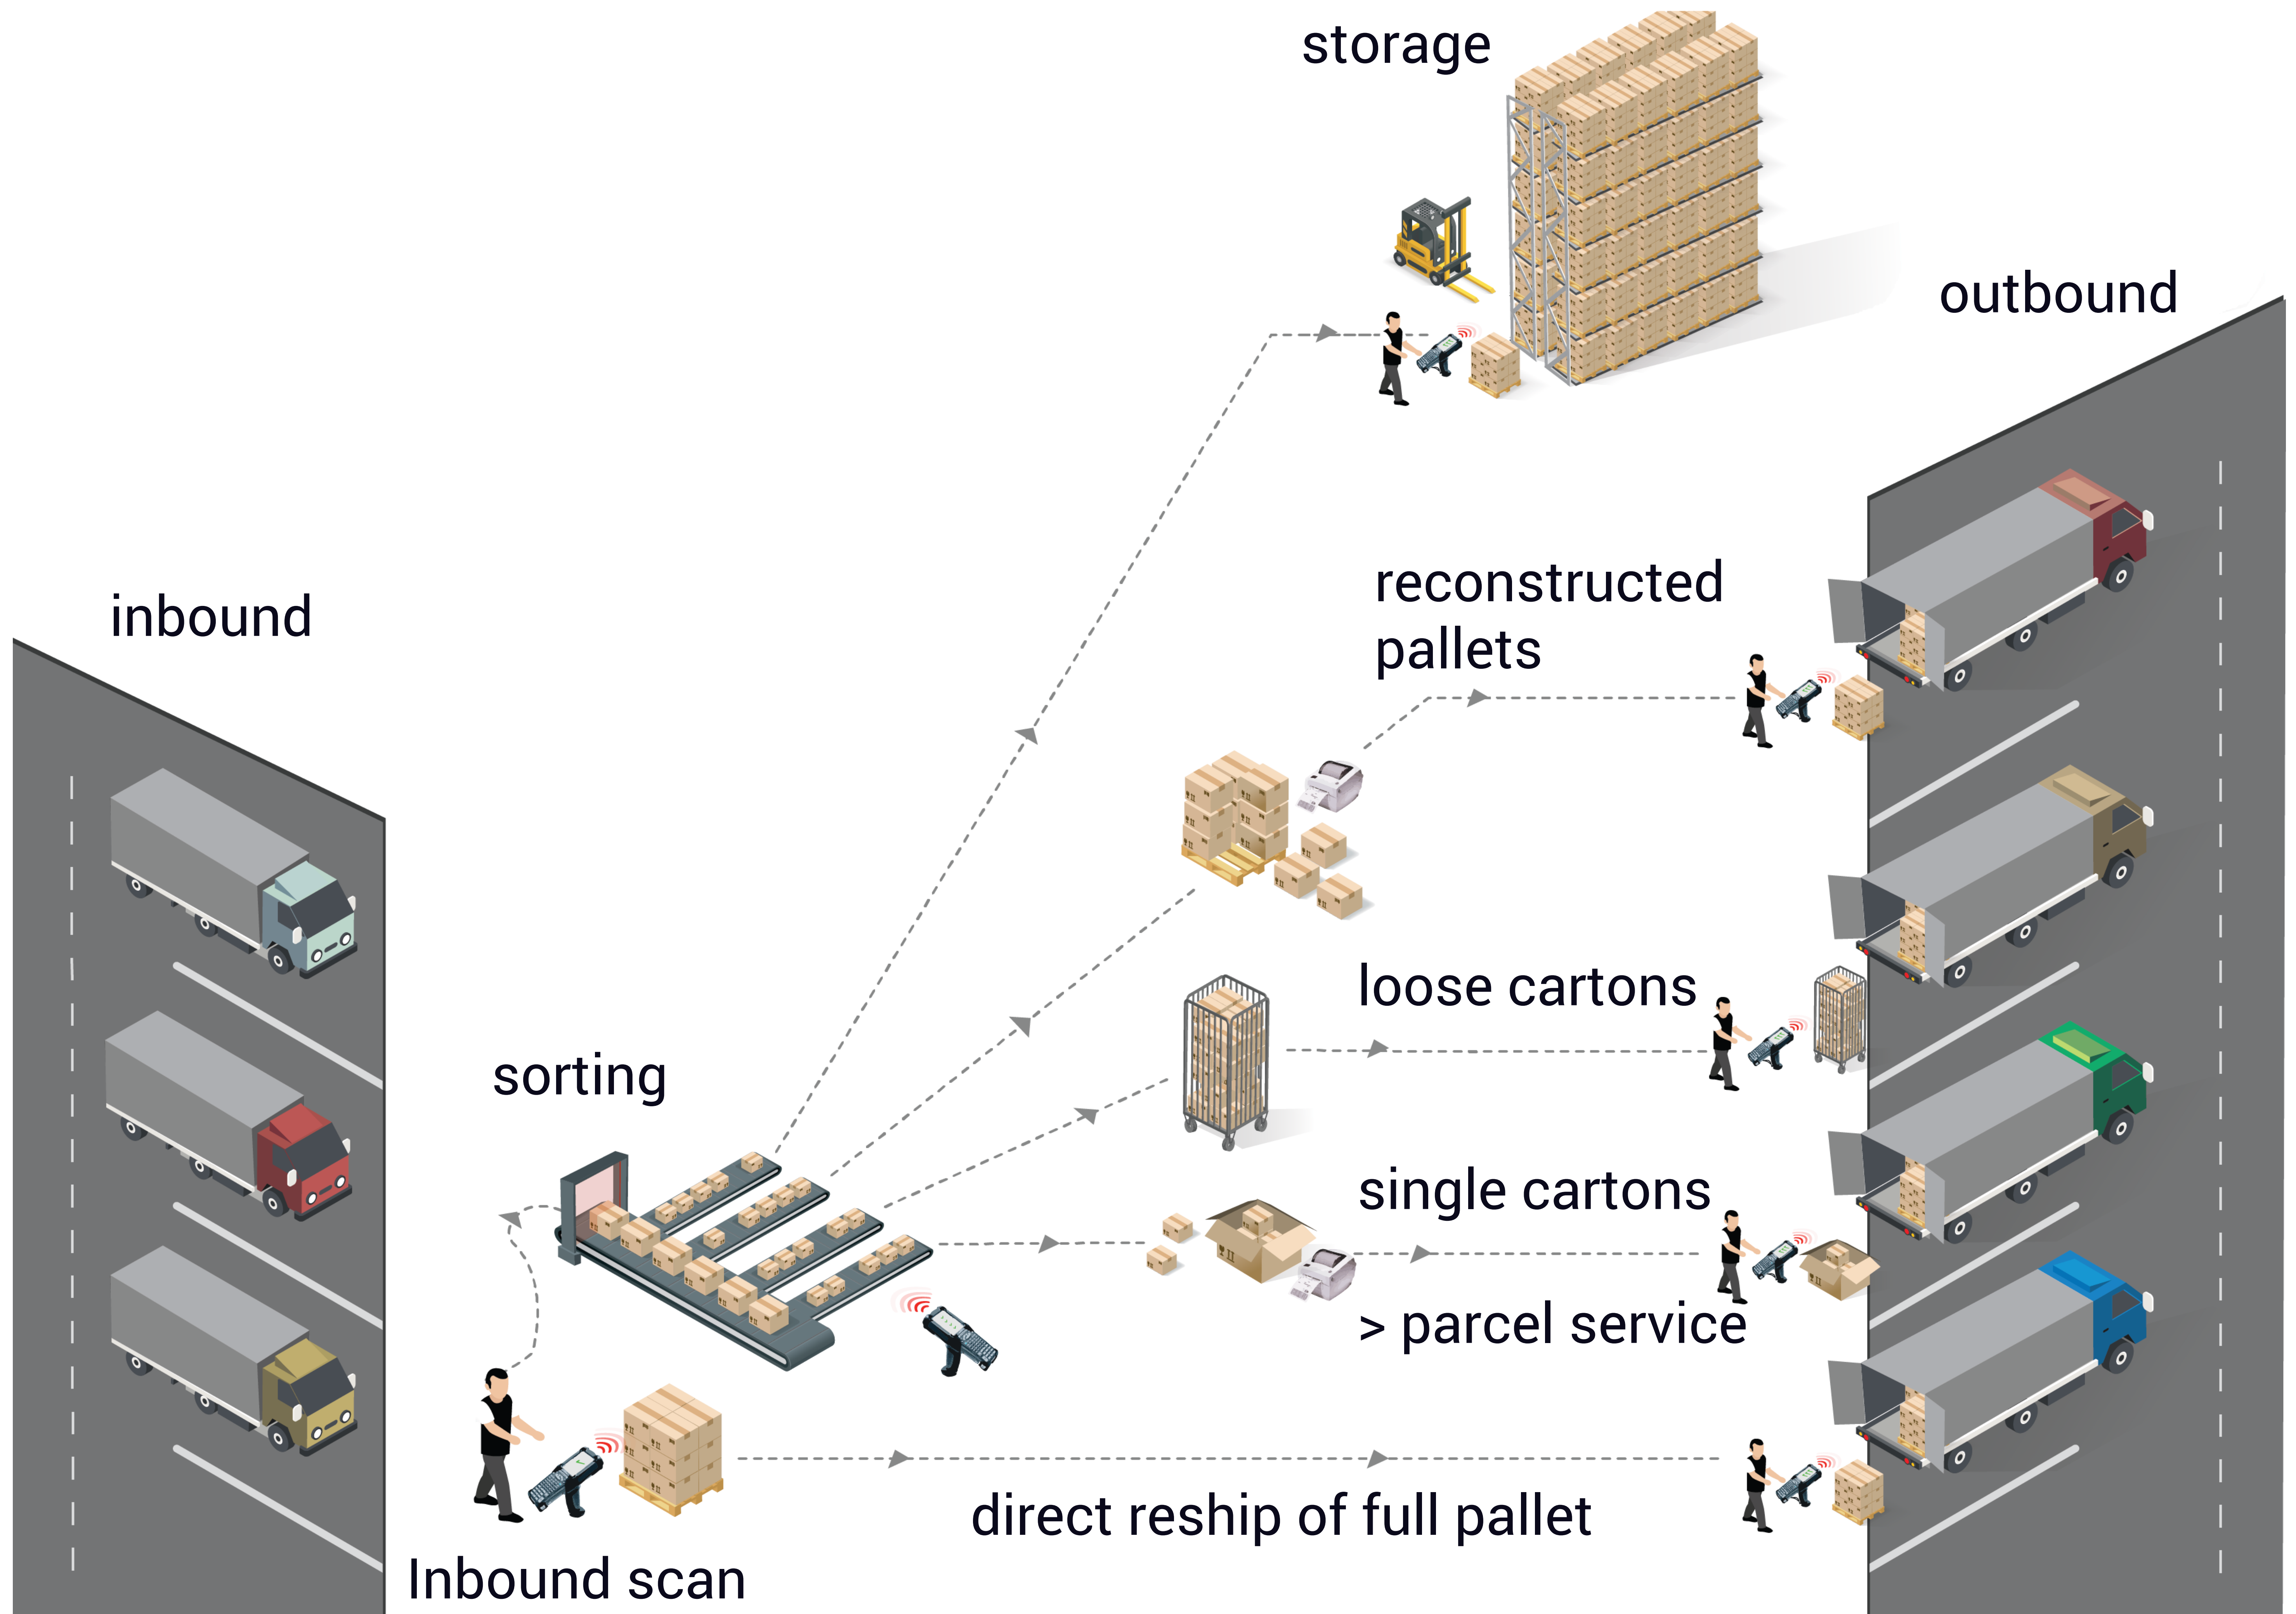 storage
outbound
inbound
reconstructed
pallets
loose cartons
sorting
single cartons
> parcel service
direct reship of full pallet
Inbound scan